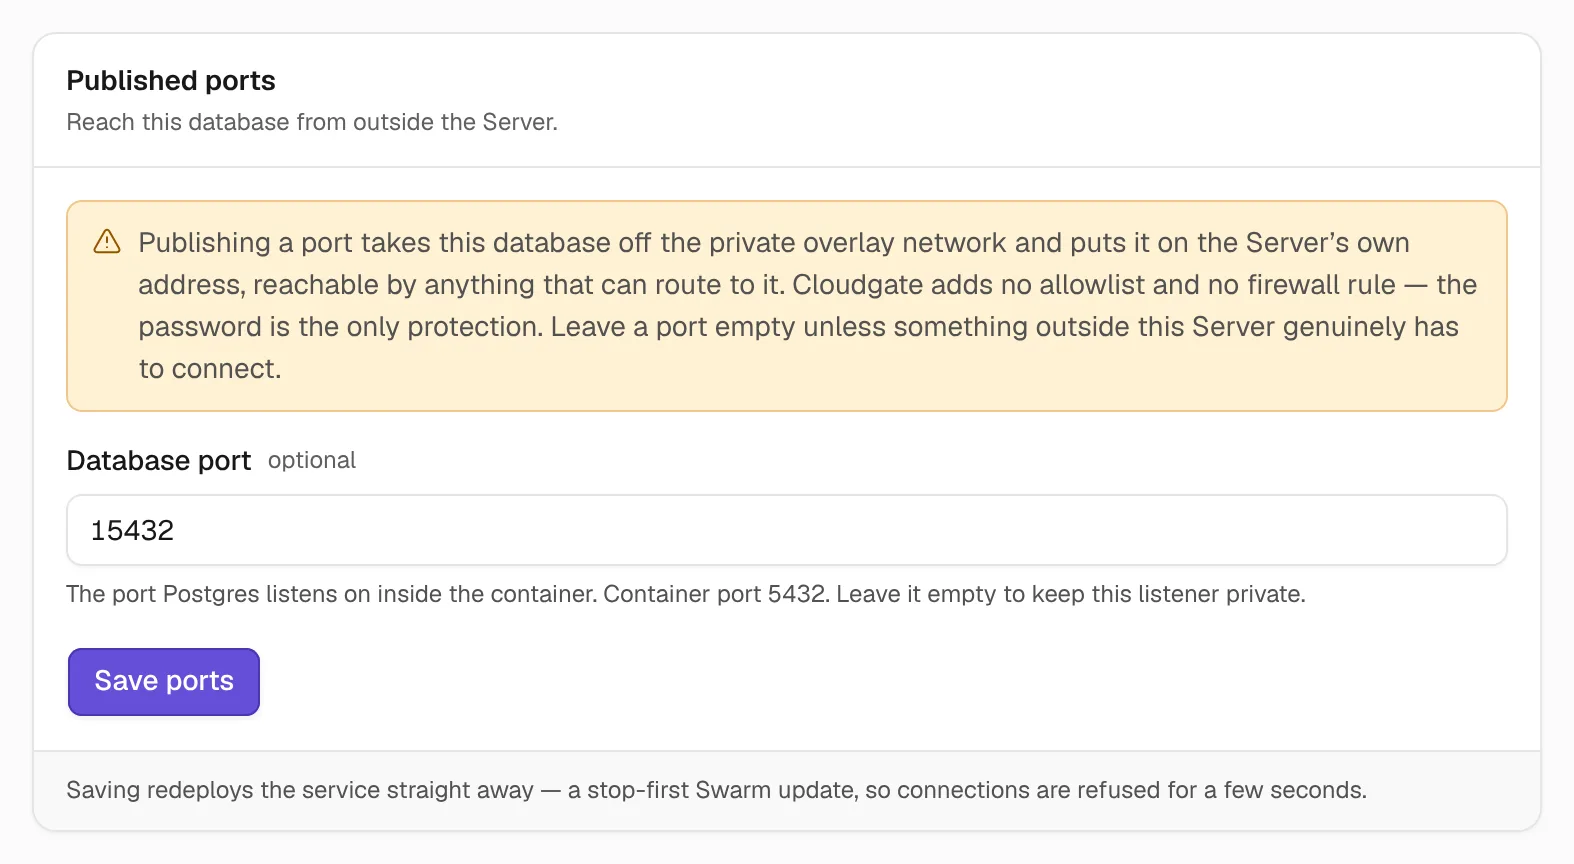 Published ports
Reach this database from outside the Server.
Publishing a port takes this database off the private overlay network and puts it on the Server’s own
address, reachable by anything that can route to it. Cloudgate adds no allowlist and no firewall rule — the
password is the only protection. Leave a port empty unless something outside this Server genuinely has
to connect.
Database port optional
15432
The port Postgres listens on inside the container. Container port 5432. Leave it empty to keep this listener private.
Save ports
Saving redeploys the service straight away — a stop-first Swarm update, so connections are refused for a few seconds.